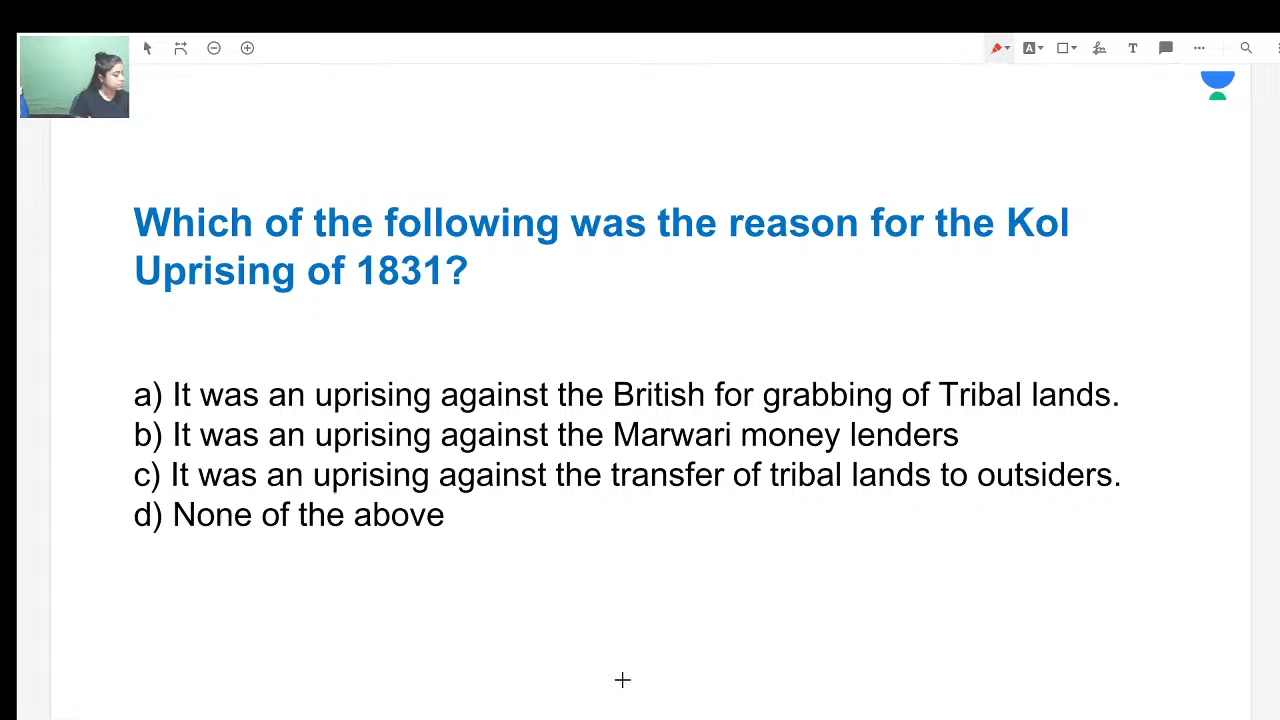 Which of the following was the reason for the Kol
Uprising of 1831?
a) It was an uprising against the British for grabbing of Tribal lands.
b) It was an uprising against the Marwari money lenders
c) It was an uprising against the transfer of tribal lands to outsiders.
d) None of the above